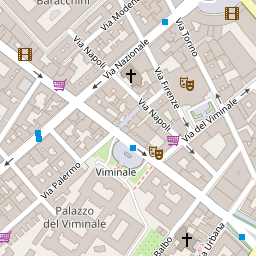 Baracchini
Via Modena
Via Torino
Via Napoli
Via Nazionale
Via Firenze
Via Napoli
Via del Viminale
Viminale
Via Palermo
Palazzo
del Viminale
Balbo
Via Urbana